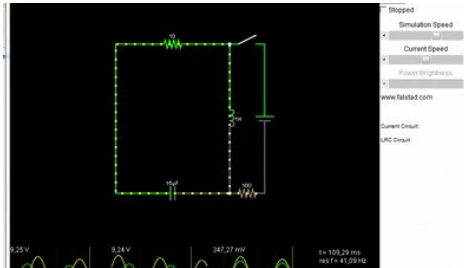 Stopped
Simulation Speed
Current Speed
Power Brightness
www.falstad.com
Current Circuit:
LRC Circuit
10
1H
15µF
100
9,25 V
9,24 V
347,27 mV
t = 109,29 ms
res.f = 41,09 Hz